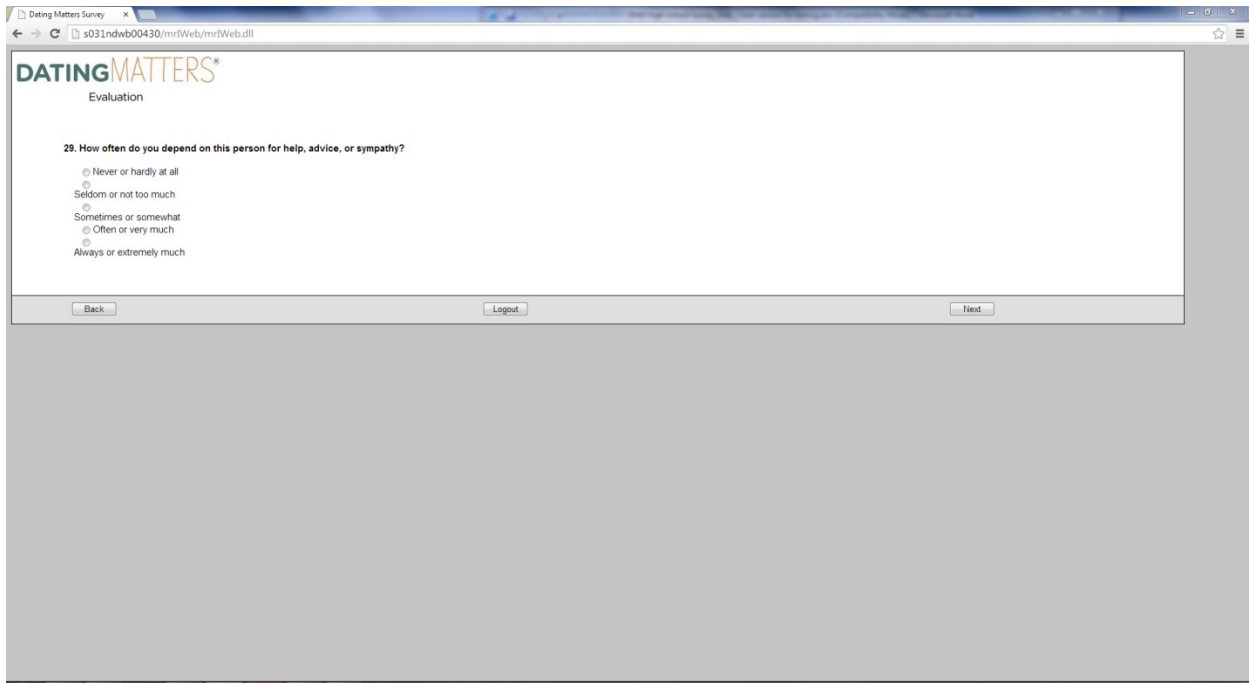 Dating Matters Survey
s031ndwb00430/mrIWeb/mrIWeb.dll
DATINGMATTERS®
Evaluation
29. How often do you depend on this person for help, advice, or sympathy?
Never or hardly at all
Seldom or not too much
Sometimes or somewhat
Often or very much
Always or extremely much
Back Logout Next